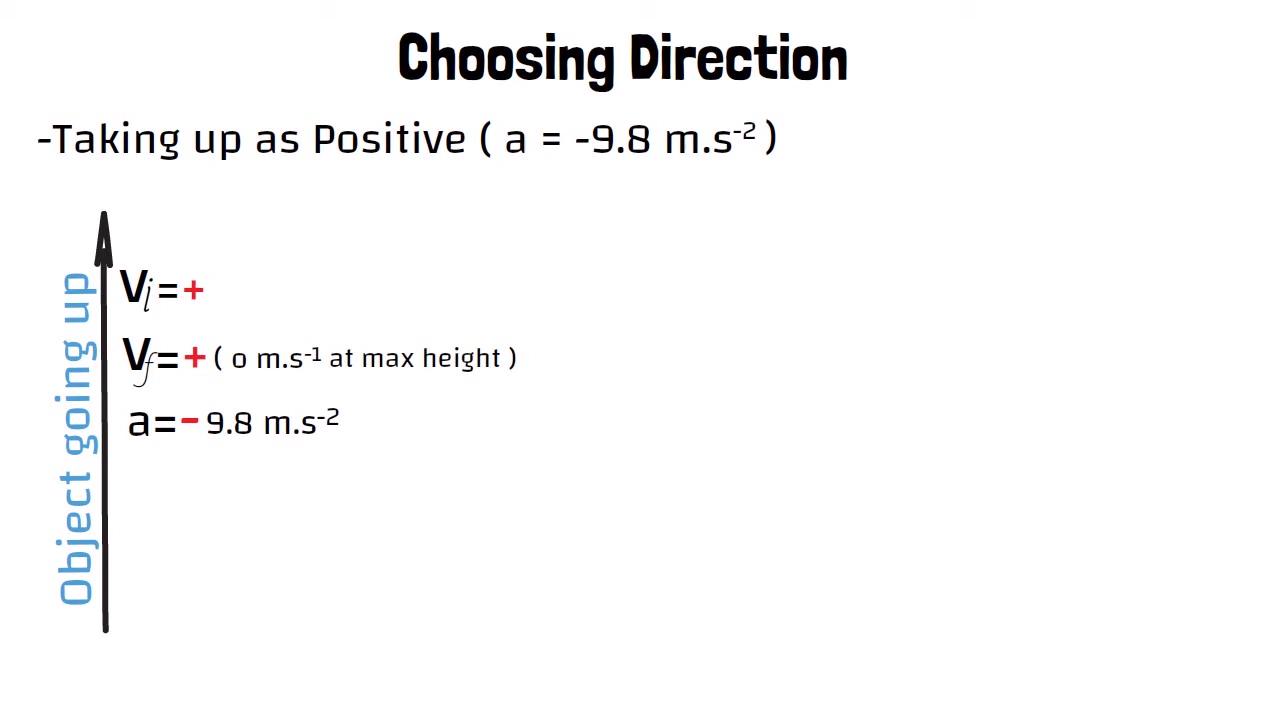 Choosing Direction
-Taking up as Positive ( a = -9.8 m.s⁻² )
Object going up
Vi = +
Vf = + ( o m.s⁻¹ at max height )
a = - 9.8 m.s⁻²